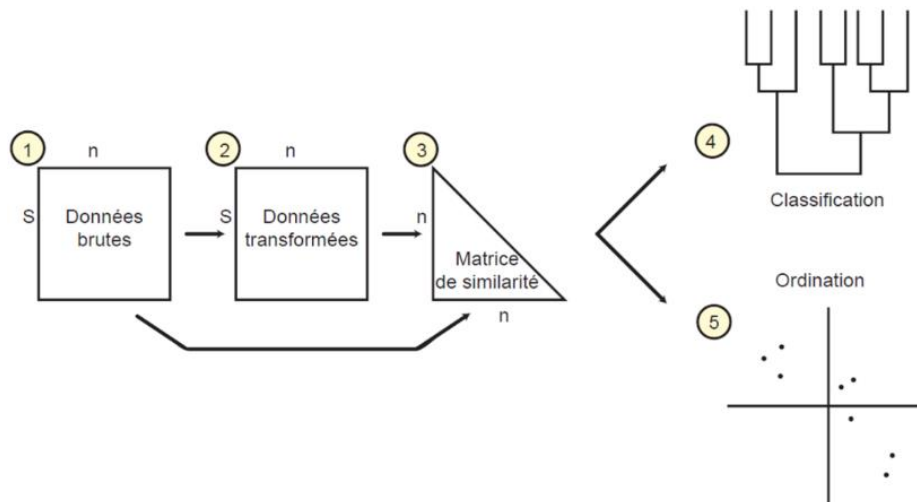 1
n
S
Données
brutes
2
n
S
Données
transformées
3
n
Matrice
de similarité
n
4
Classification
Ordination
5